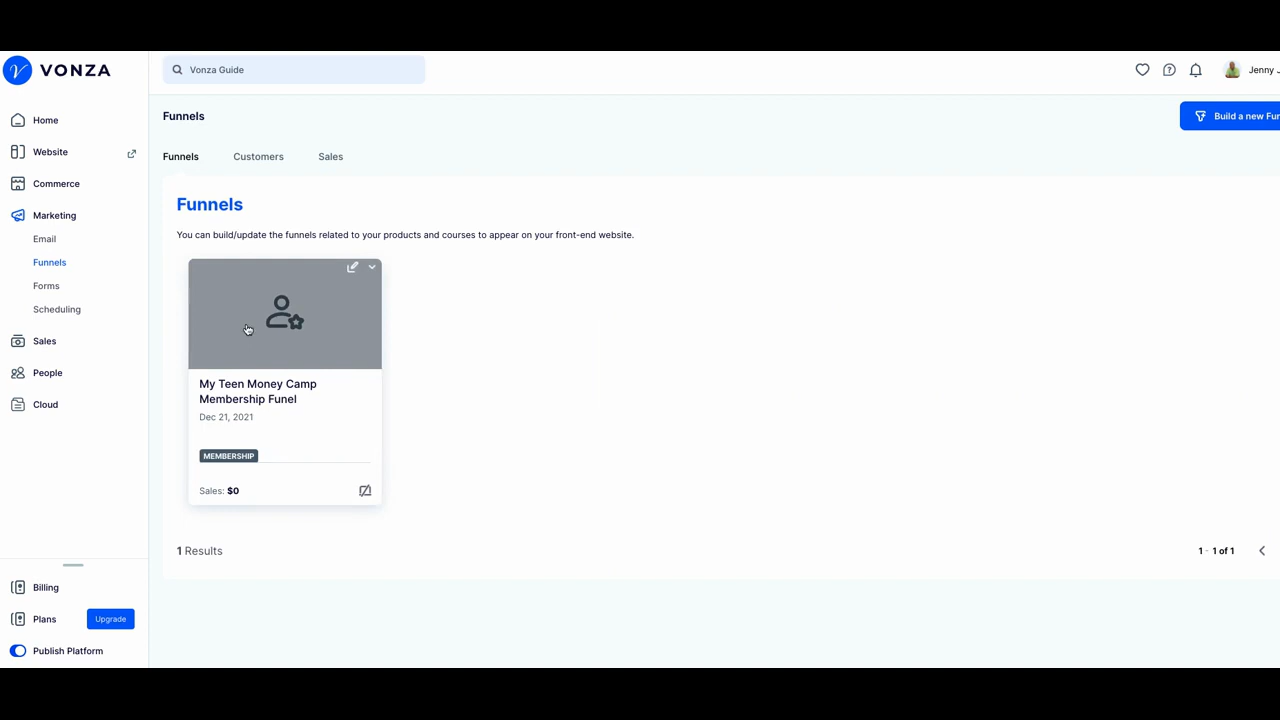 VONZA
Vonza Guide
Jenny J
Home
Website
Commerce
Marketing
Email
Funnels
Forms
Scheduling
Sales
People
Cloud
Billing
Plans
Upgrade
Publish Platform
Funnels
Build a new Fun
Funnels
Customers
Sales
Funnels
You can build/update the funnels related to your products and courses to appear on your front-end website.
My Teen Money Camp
Membership Funel
Dec 21, 2021
MEMBERSHIP
Sales: $0
1 Results
1 - 1 of 1